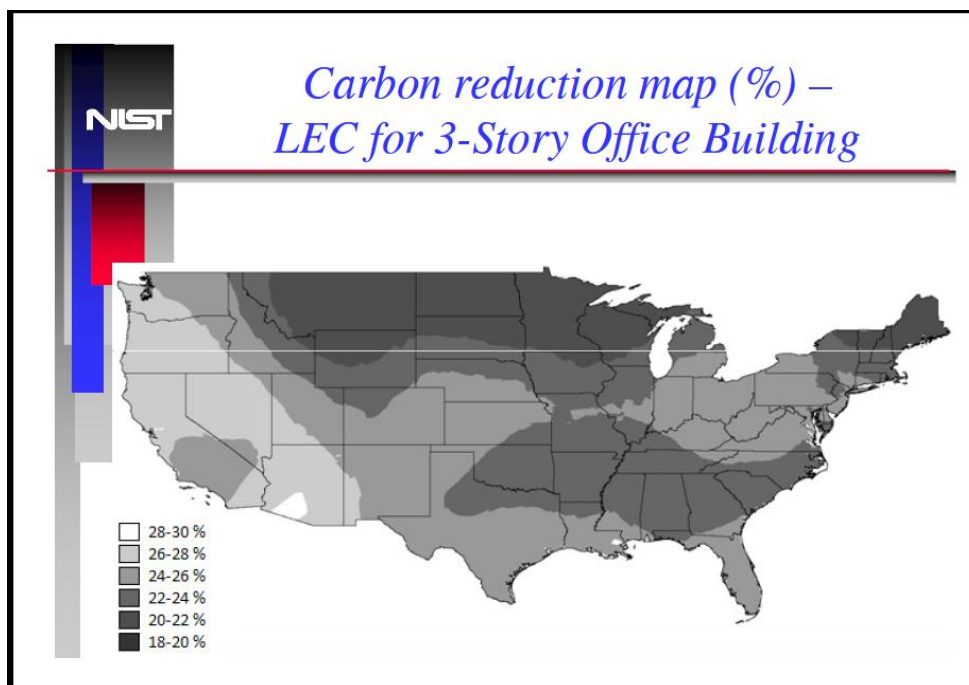 NIST
Carbon reduction map (%) –
LEC for 3-Story Office Building
28-30 %
26-28 %
24-26 %
22-24 %
20-22 %
18-20 %